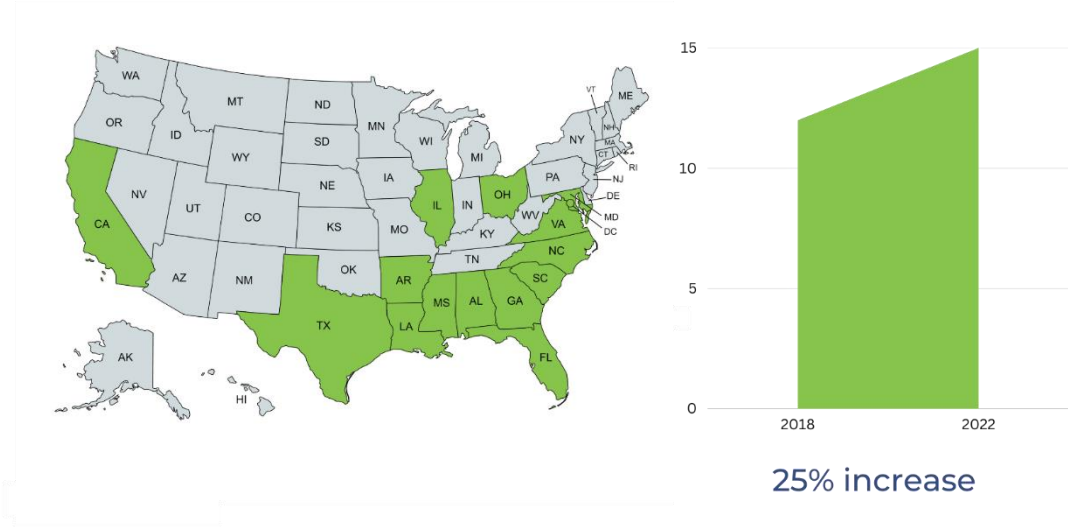 WA
MT
ND
MN
WI
MI
VT
ME
NH
MA
CT
RI
NY
PA
NJ
DE
MD
DC
OR
ID
SD
WY
IA
NE
NV
UT
CO
KS
MO
IL
IN
OH
WV
VA
KY
TN
NC
SC
CA
AZ
NM
OK
AR
MS
AL
GA
TX
LA
FL
AK
HI
15
10
5
0
2018
2022
25% increase